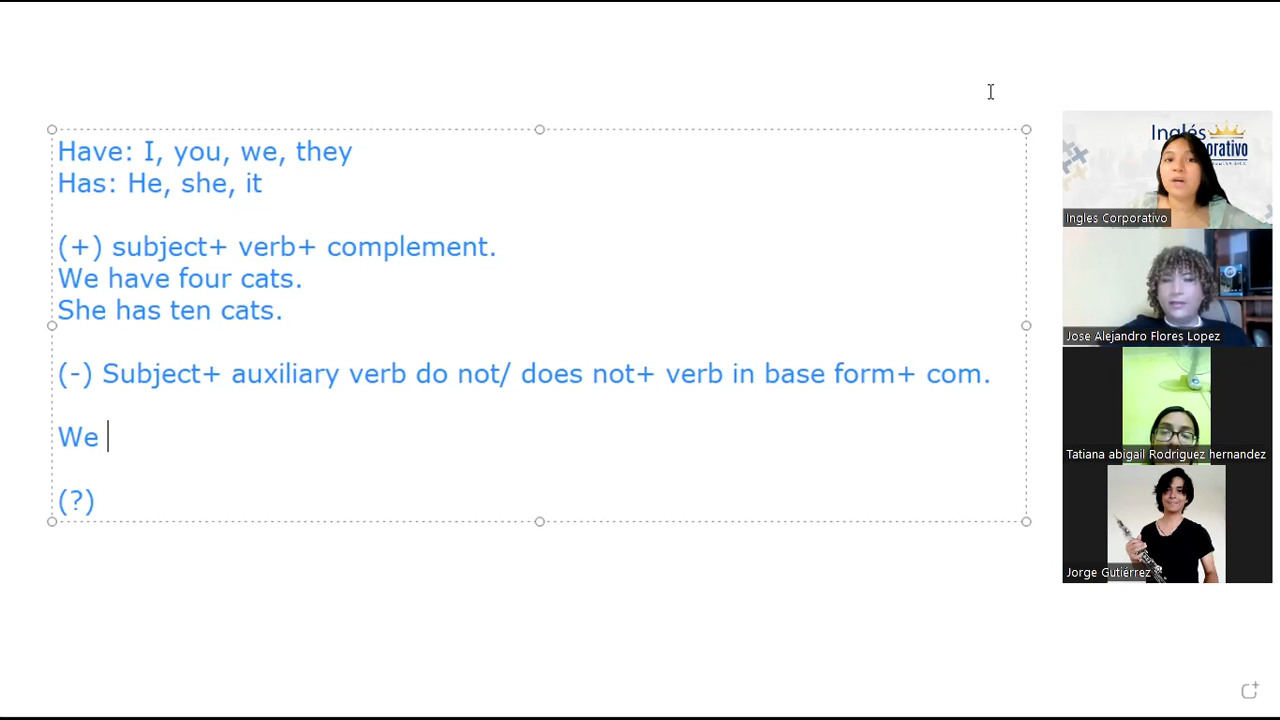 Have: I, you, we, they
Has: He, she, it
(+) subject+ verb+ complement.
We have four cats.
She has ten cats.
(-) Subject+ auxiliary verb do not/ does not+ verb in base form+ com.
We
(?)
Inglés
Ingles Corporativo
Jose Alejandro Flores Lopez
Tatiana abigail Rodriguez hernandez
Jorge Gutiérrez